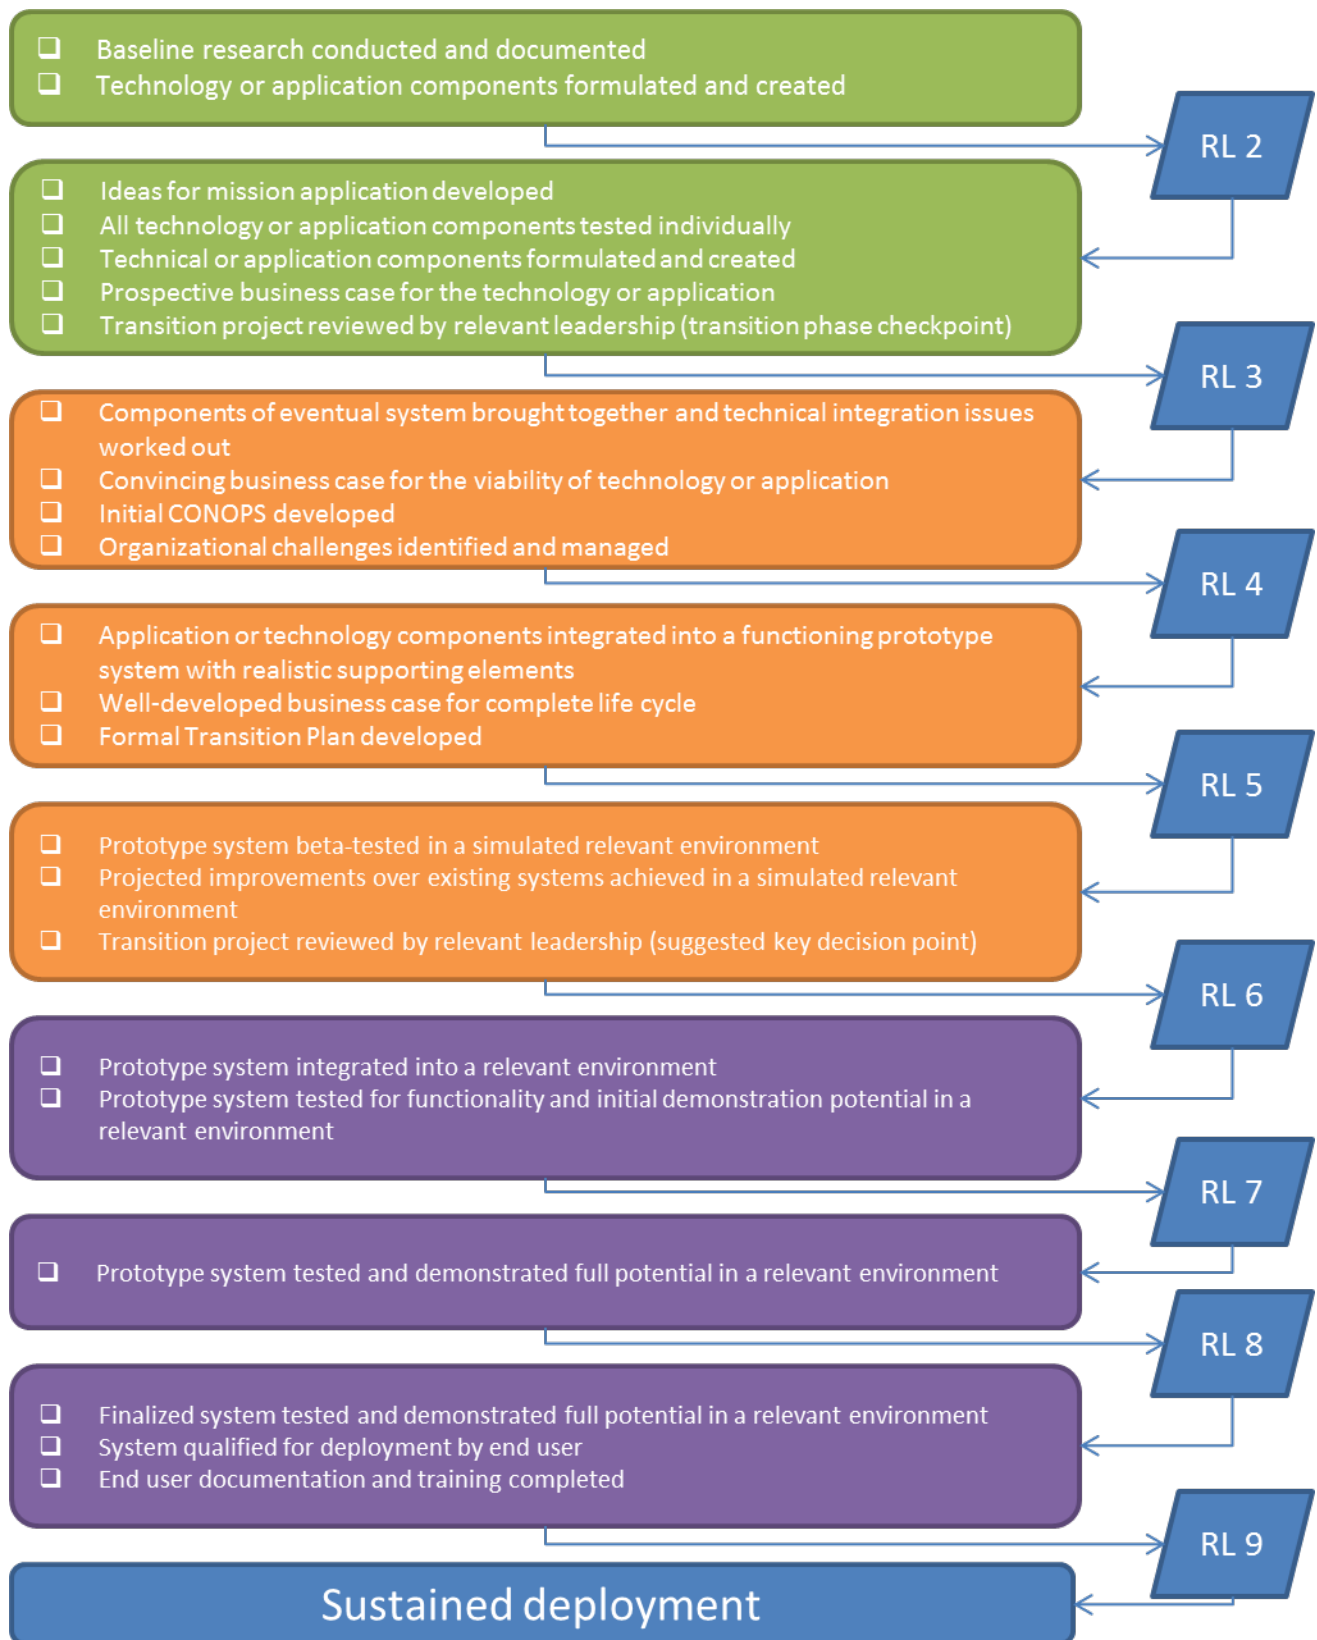 ❑ Baseline research conducted and documented
❑ Technology or application components formulated and created
RL 2
❑ Ideas for mission application developed
❑ All technology or application components tested individually
❑ Technical or application components formulated and created
❑ Prospective business case for the technology or application
❑ Transition project reviewed by relevant leadership (transition phase checkpoint)
RL 3
❑ Components of eventual system brought together and technical integration issues
worked out
❑ Convincing business case for the viability of technology or application
❑ Initial CONOPS developed
❑ Organizational challenges identified and managed
RL 4
❑ Application or technology components integrated into a functioning prototype
system with realistic supporting elements
❑ Well-developed business case for complete life cycle
❑ Formal Transition Plan developed
RL 5
❑ Prototype system beta-tested in a simulated relevant environment
❑ Projected improvements over existing systems achieved in a simulated relevant
environment
❑ Transition project reviewed by relevant leadership (suggested key decision point)
RL 6
❑ Prototype system integrated into a relevant environment
❑ Prototype system tested for functionality and initial demonstration potential in a
relevant environment
RL 7
❑ Prototype system tested and demonstrated full potential in a relevant environment
RL 8
❑ Finalized system tested and demonstrated full potential in a relevant environment
❑ System qualified for deployment by end user
❑ End user documentation and training completed
RL 9
Sustained deployment